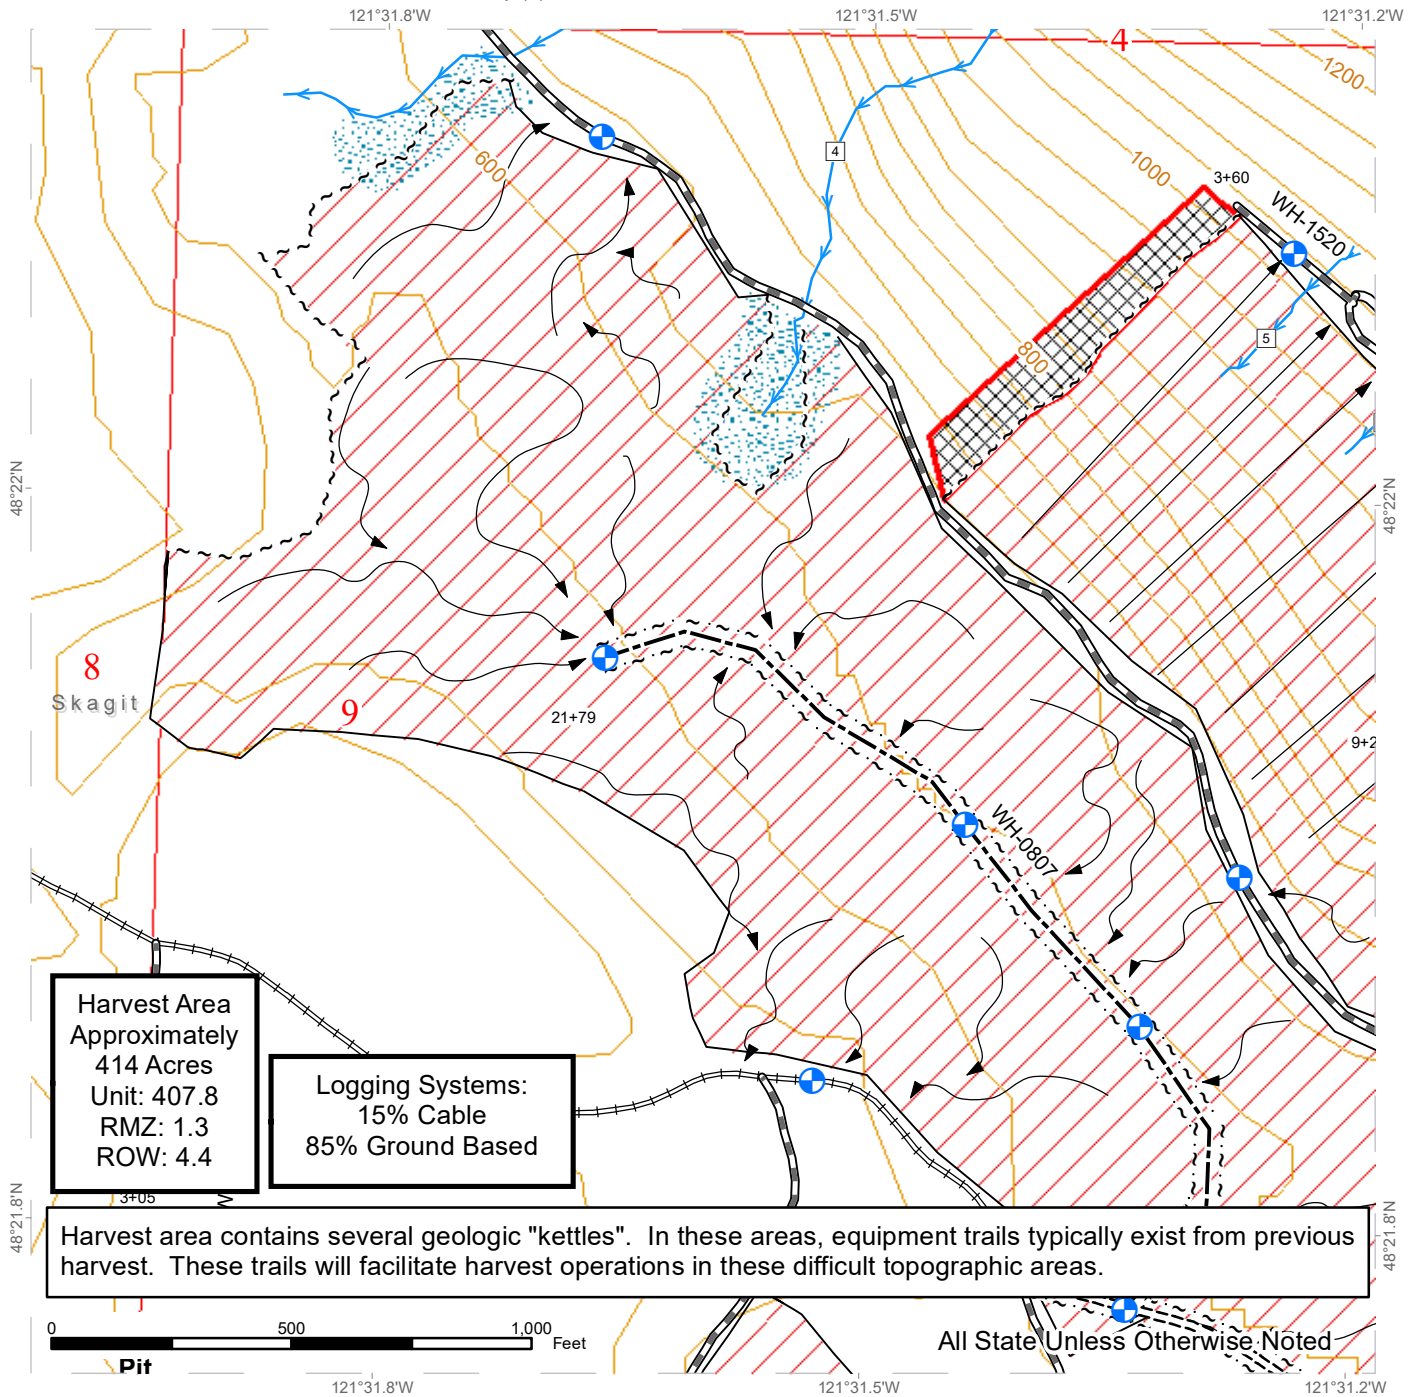 121°31.8'W
121°31.5'W
121°31.2'W
4
1200
4
600
1000
3+60
WH-1520
5
800
48°22'N
48°22'N
8
Skagit
9
21+79
9+2
WH-0807
Harvest Area
Approximately
414 Acres
Unit: 407.8
RMZ: 1.3
ROW: 4.4
Logging Systems:
15% Cable
85% Ground Based
3+05
48°21.8'N
48°21.8'N
Harvest area contains several geologic "kettles".  In these areas, equipment trails typically exist from previous
harvest.  These trails will facilitate harvest operations in these difficult topographic areas.
0
500
1,000
Feet
All State Unless Otherwise Noted
Pit
121°31.8'W
121°31.5'W
121°31.2'W